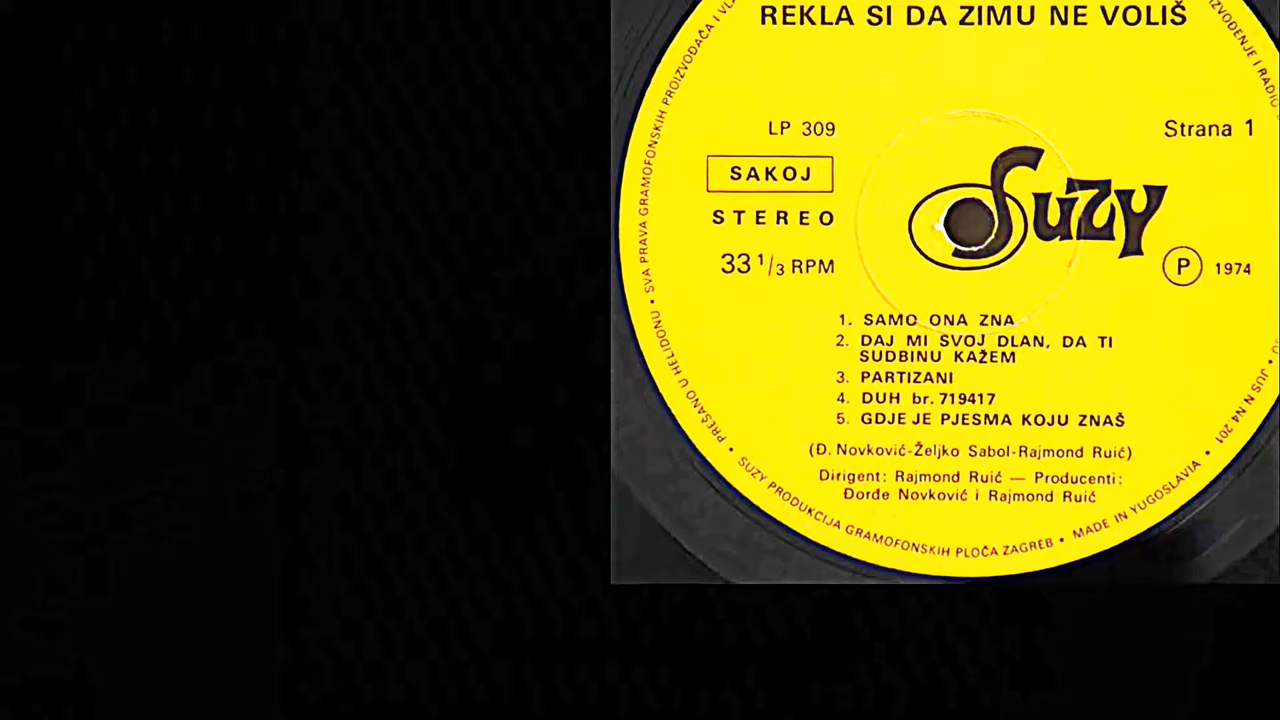 REKLA SI DA ZIMU NE VOLIŠ
LP 309
Strana 1
SAKOJ
STEREO
Suzy
33 1/3 RPM
P 1974
1. SAMO ONA ZNA
2. DAJ MI SVOJ DLAN, DA TI
SUDBINU KAŽEM
3. PARTIZANI
4. DUH br. 719417
5. GDJE JE PJESMA KOJU ZNAŠ
(Đ. Novković-Željko Sabol-Rajmond Ruić)
Dirigent: Rajmond Ruić — Producenti:
Đorđe Novković i Rajmond Ruić
PREŠANO U HELIDONU • SVA PRAVA GRAMOFONSKIH PROIZVOĐAČA I
IZVOĐENJE I RADIO
• JUS N N4 201 •
• SUZY PRODUKCIJA GRAMOFONSKIH PLOČA ZAGREB • MADE IN YUGOSLAVIA •